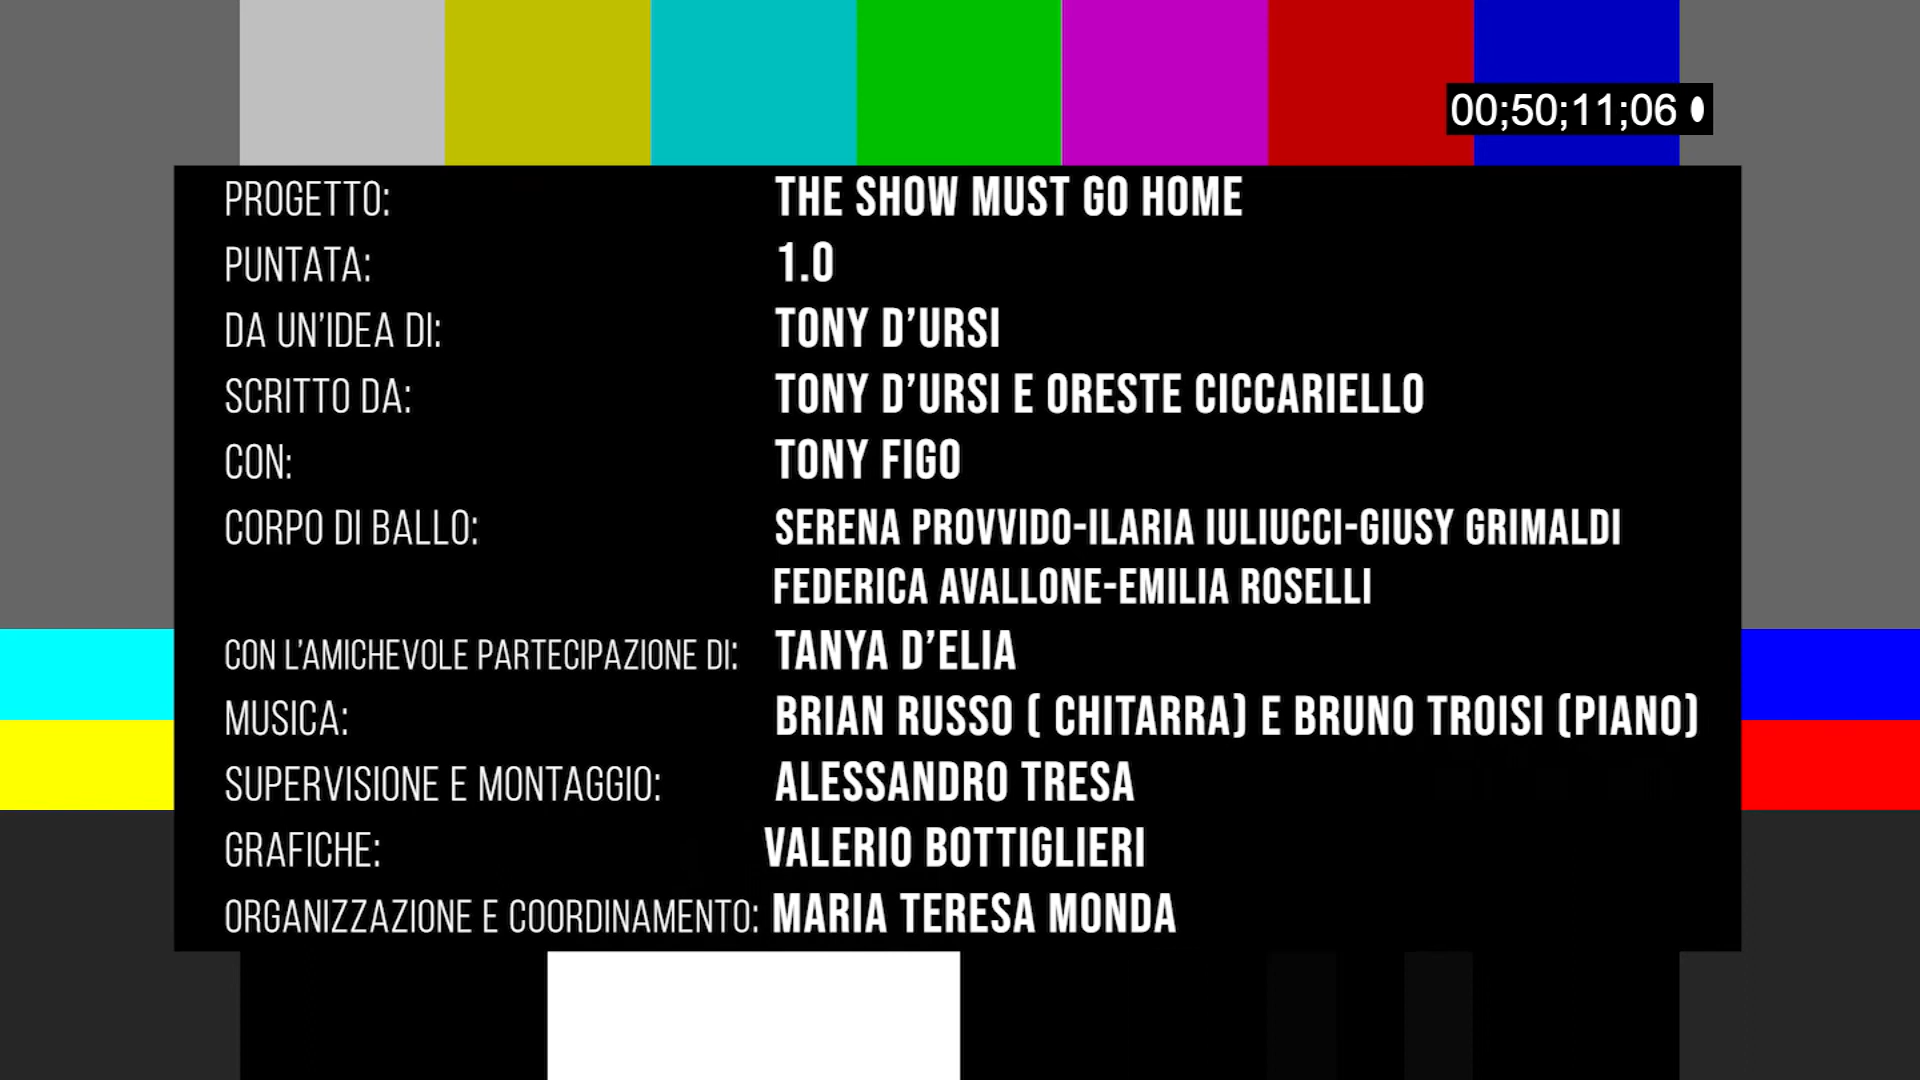 00;50;11;06
PROGETTO: THE SHOW MUST GO HOME
PUNTATA: 1.0
DA UN'IDEA DI: TONY D'URSI
SCRITTO DA: TONY D'URSI E ORESTE CICCARIELLO
CON: TONY FIGO
CORPO DI BALLO: SERENA PROVVIDO-ILARIA IULIUCCI-GIUSY GRIMALDI
FEDERICA AVALLONE-EMILIA ROSELLI
CON L'AMICHEVOLE PARTECIPAZIONE DI: TANYA D'ELIA
MUSICA: BRIAN RUSSO ( CHITARRA) E BRUNO TROISI (PIANO)
SUPERVISIONE E MONTAGGIO: ALESSANDRO TRESA
GRAFICHE: VALERIO BOTTIGLIERI
ORGANIZZAZIONE E COORDINAMENTO: MARIA TERESA MONDA